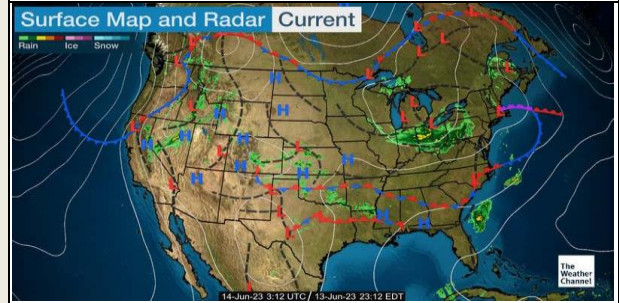 Surface Map and Radar Current
Rain Ice Snow
L
L L
L
L L
H L
L H H L L
L
L L
H
H L L
H H
L H
L H L
L
L L H
H
L
The
Weather
Channel
L
14-Jun-23 3:12 UTC / 13-Jun-23 23:12 EDT